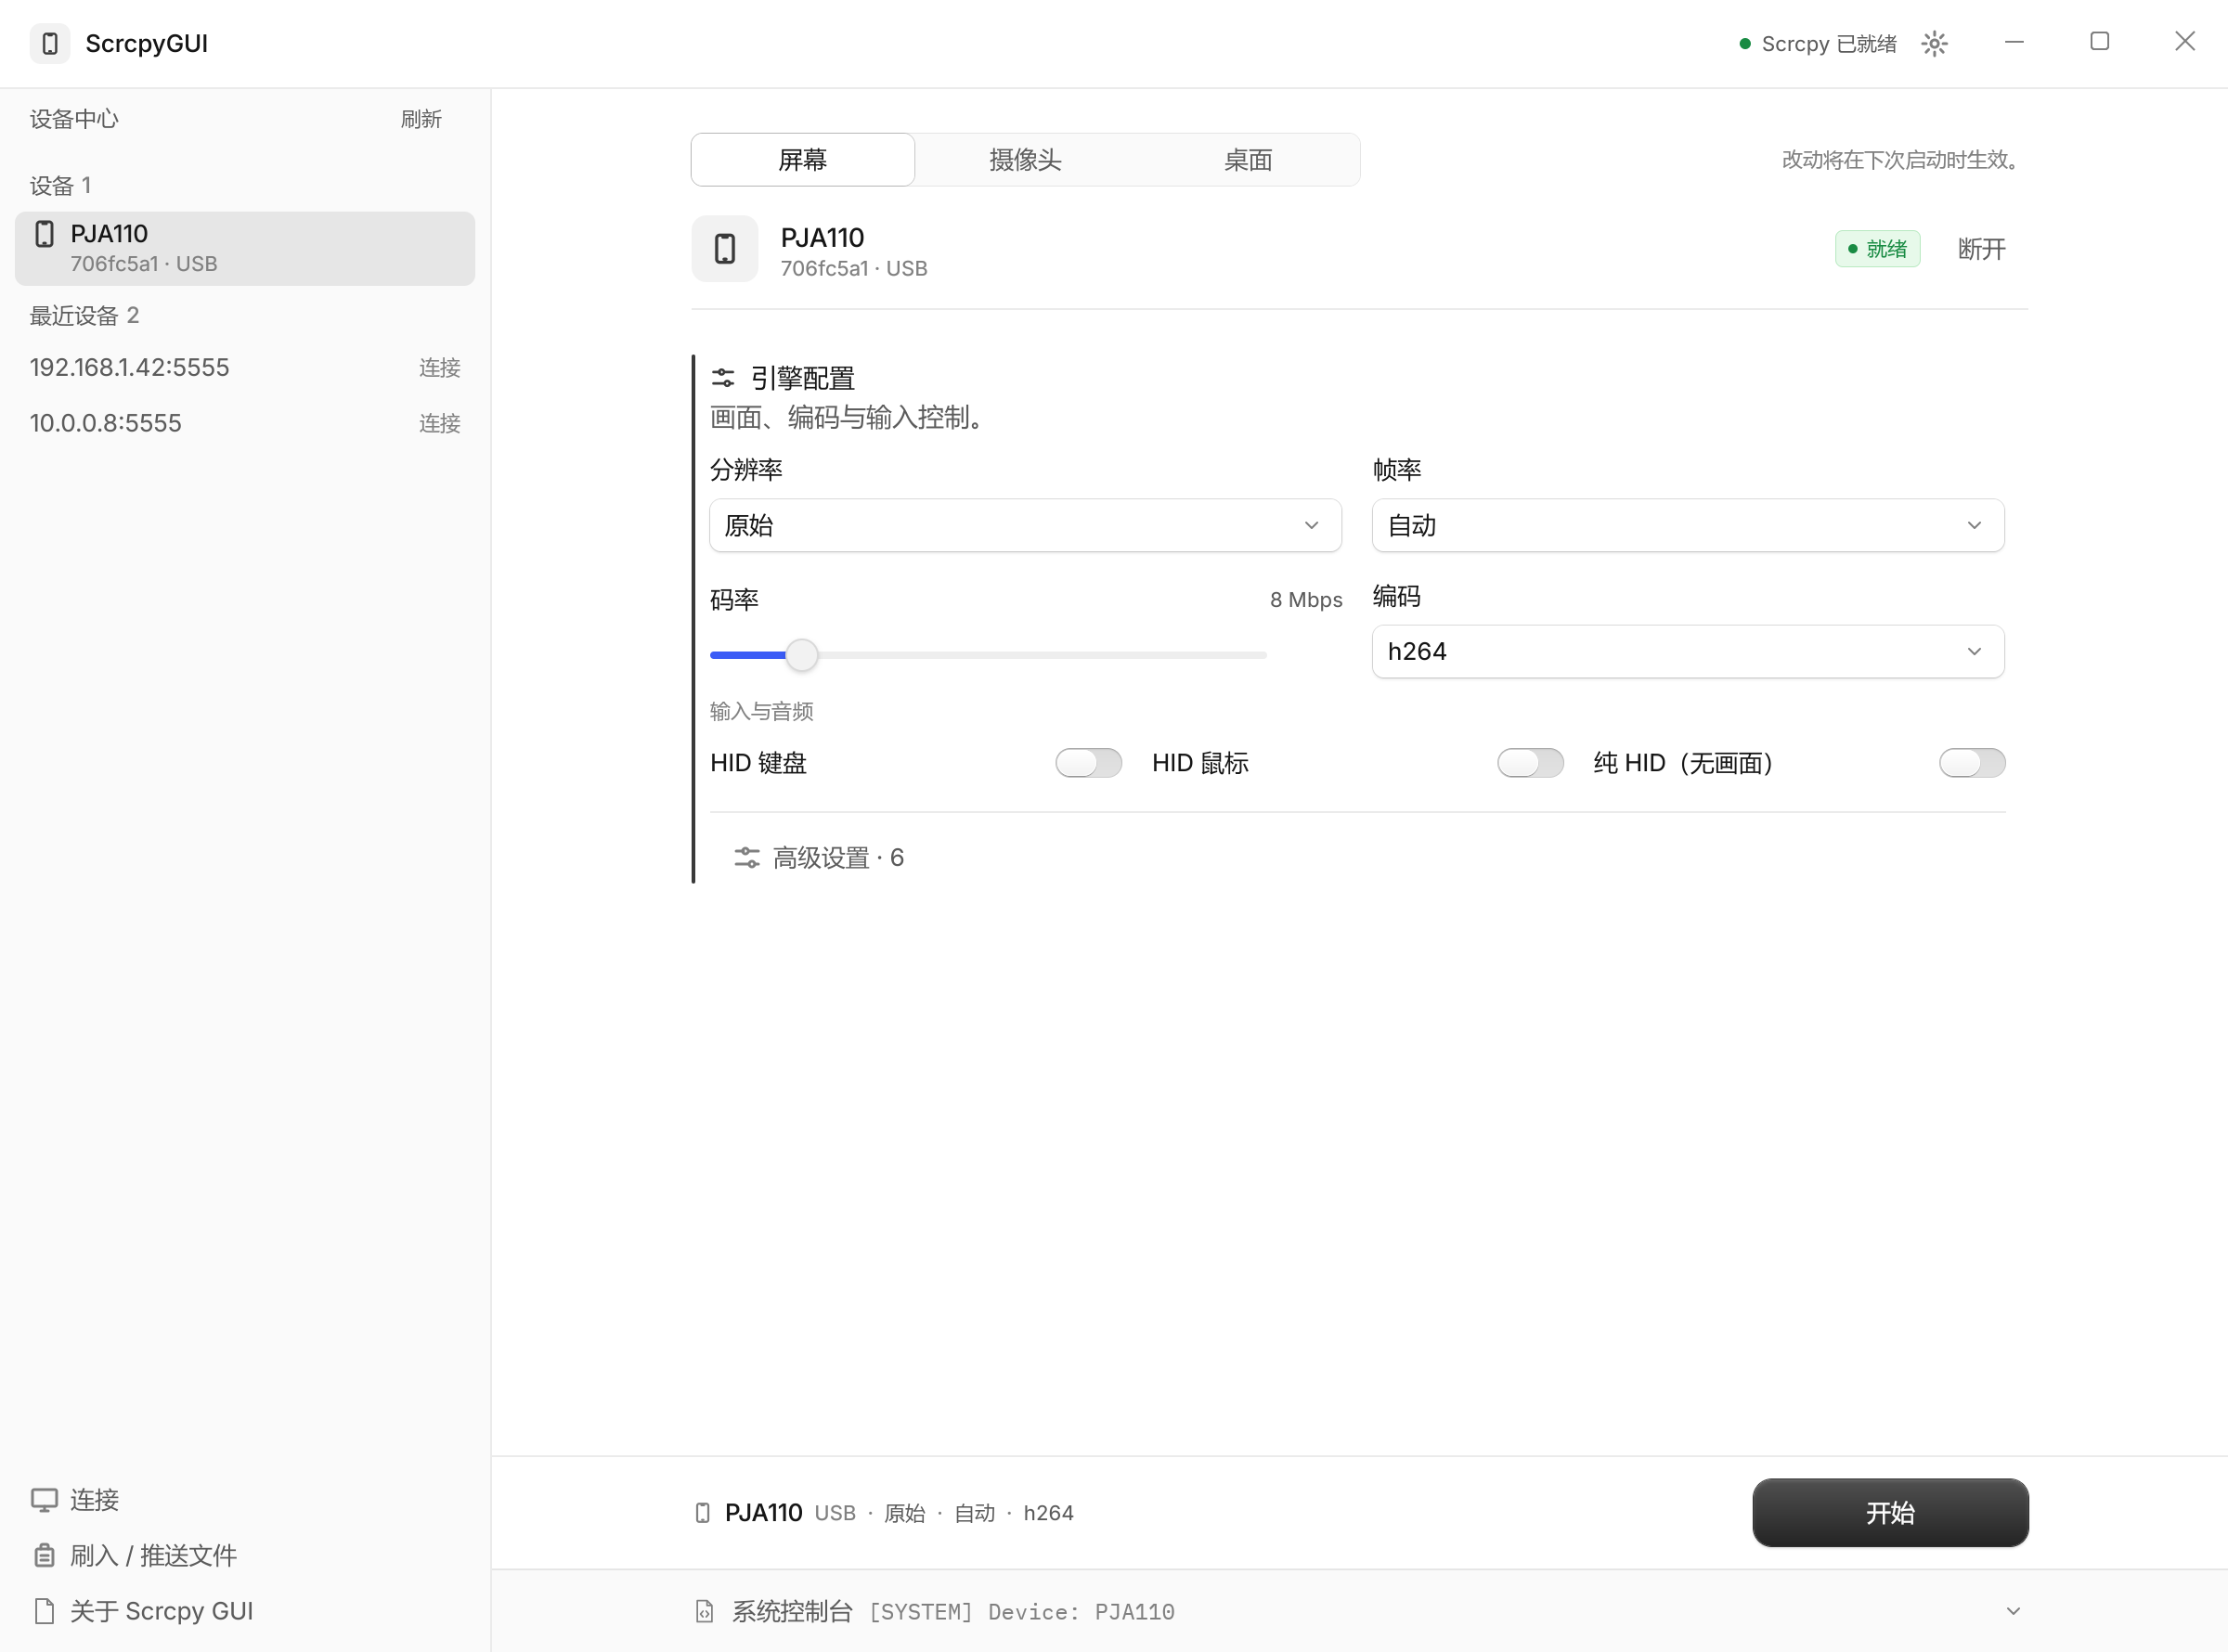 ScrcpyGUI
Scrcpy 已就绪
设备中心
刷新
设备 1
PJA110
706fc5a1 · USB
最近设备 2
192.168.1.42:5555
连接
10.0.0.8:5555
连接
连接
刷入 / 推送文件
关于 Scrcpy GUI
屏幕
摄像头
桌面
改动将在下次启动时生效。
PJA110
706fc5a1 · USB
就绪
断开
引擎配置
画面、编码与输入控制。
分辨率
原始
帧率
自动
码率
8 Mbps
编码
h264
输入与音频
HID 键盘
HID 鼠标
纯 HID（无画面）
高级设置 · 6
PJA110 USB · 原始 · 自动 · h264
开始
系统控制台 [SYSTEM] Device: PJA110